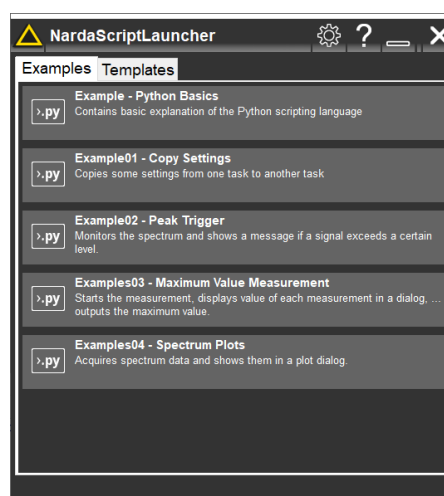 NardaScriptLauncher
?
Examples Templates
Example - Python Basics
>.py
Contains basic explanation of the Python scripting language
Example01 - Copy Settings
>.py
Copies some settings from one task to another task
Example02 - Peak Trigger
>.py
Monitors the spectrum and shows a message if a signal exceeds a certain
level.
Examples03 - Maximum Value Measurement
>.py
Starts the measurement, displays value of each measurement in a dialog, ...
outputs the maximum value.
Examples04 - Spectrum Plots
>.py
Acquires spectrum data and shows them in a plot dialog.